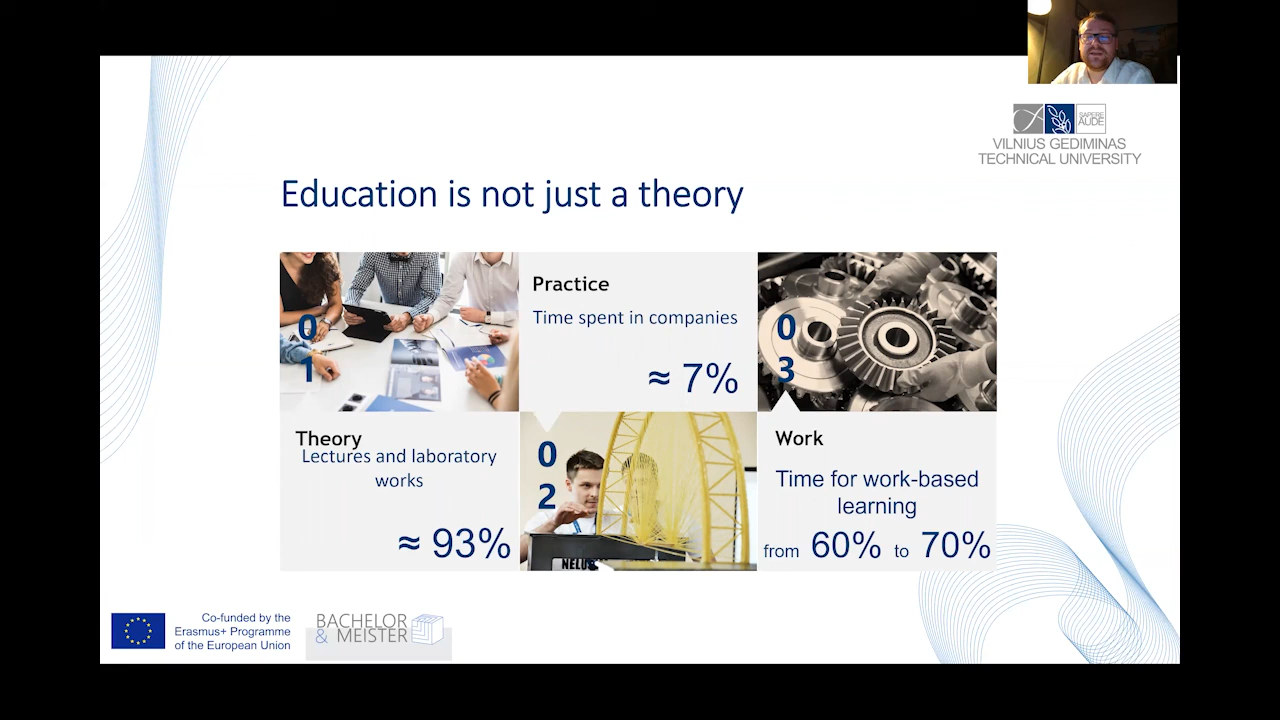 SAPERE
AUDE
VILNIUS GEDIMINAS
TECHNICAL UNIVERSITY
Education is not just a theory
0
1
Practice
Time spent in companies
≈ 7%
0
3
Theory
Lectures and laboratory
works
≈ 93%
0
2
Work
Time for work-based
learning
from 60% to 70%
Co-funded by the
Erasmus+ Programme
of the European Union
BACHELOR
& MEISTER